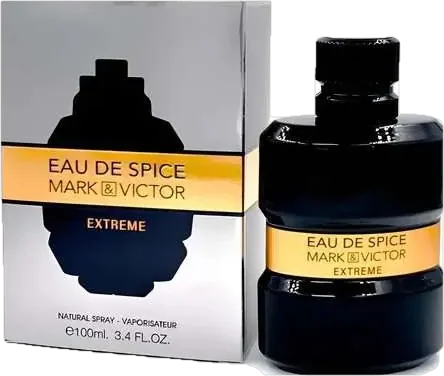 EAU DE SPICE
MARK & VICTOR
EXTREME
NATURAL SPRAY - VAPORISATEUR
℮100ml. 3.4 FL.OZ.
EAU DE SPICE
MARK & VICTOR
EXTREME